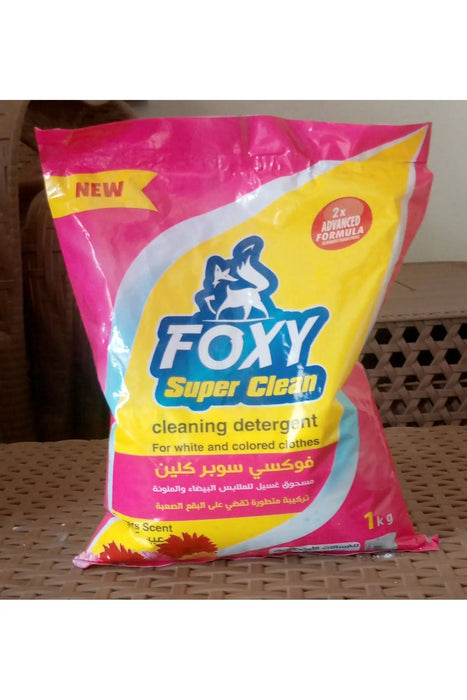 NEW
2x
ADVANCED
FORMULA
FOXY
Super Clean
cleaning detergent
For white and colored clothes
فوكسي سوبر كلين
مسحوق غسيل للملابس البيضاء والملونة
تركيبة متطورة تقضي على البقع الصعبة
Scent
1kg